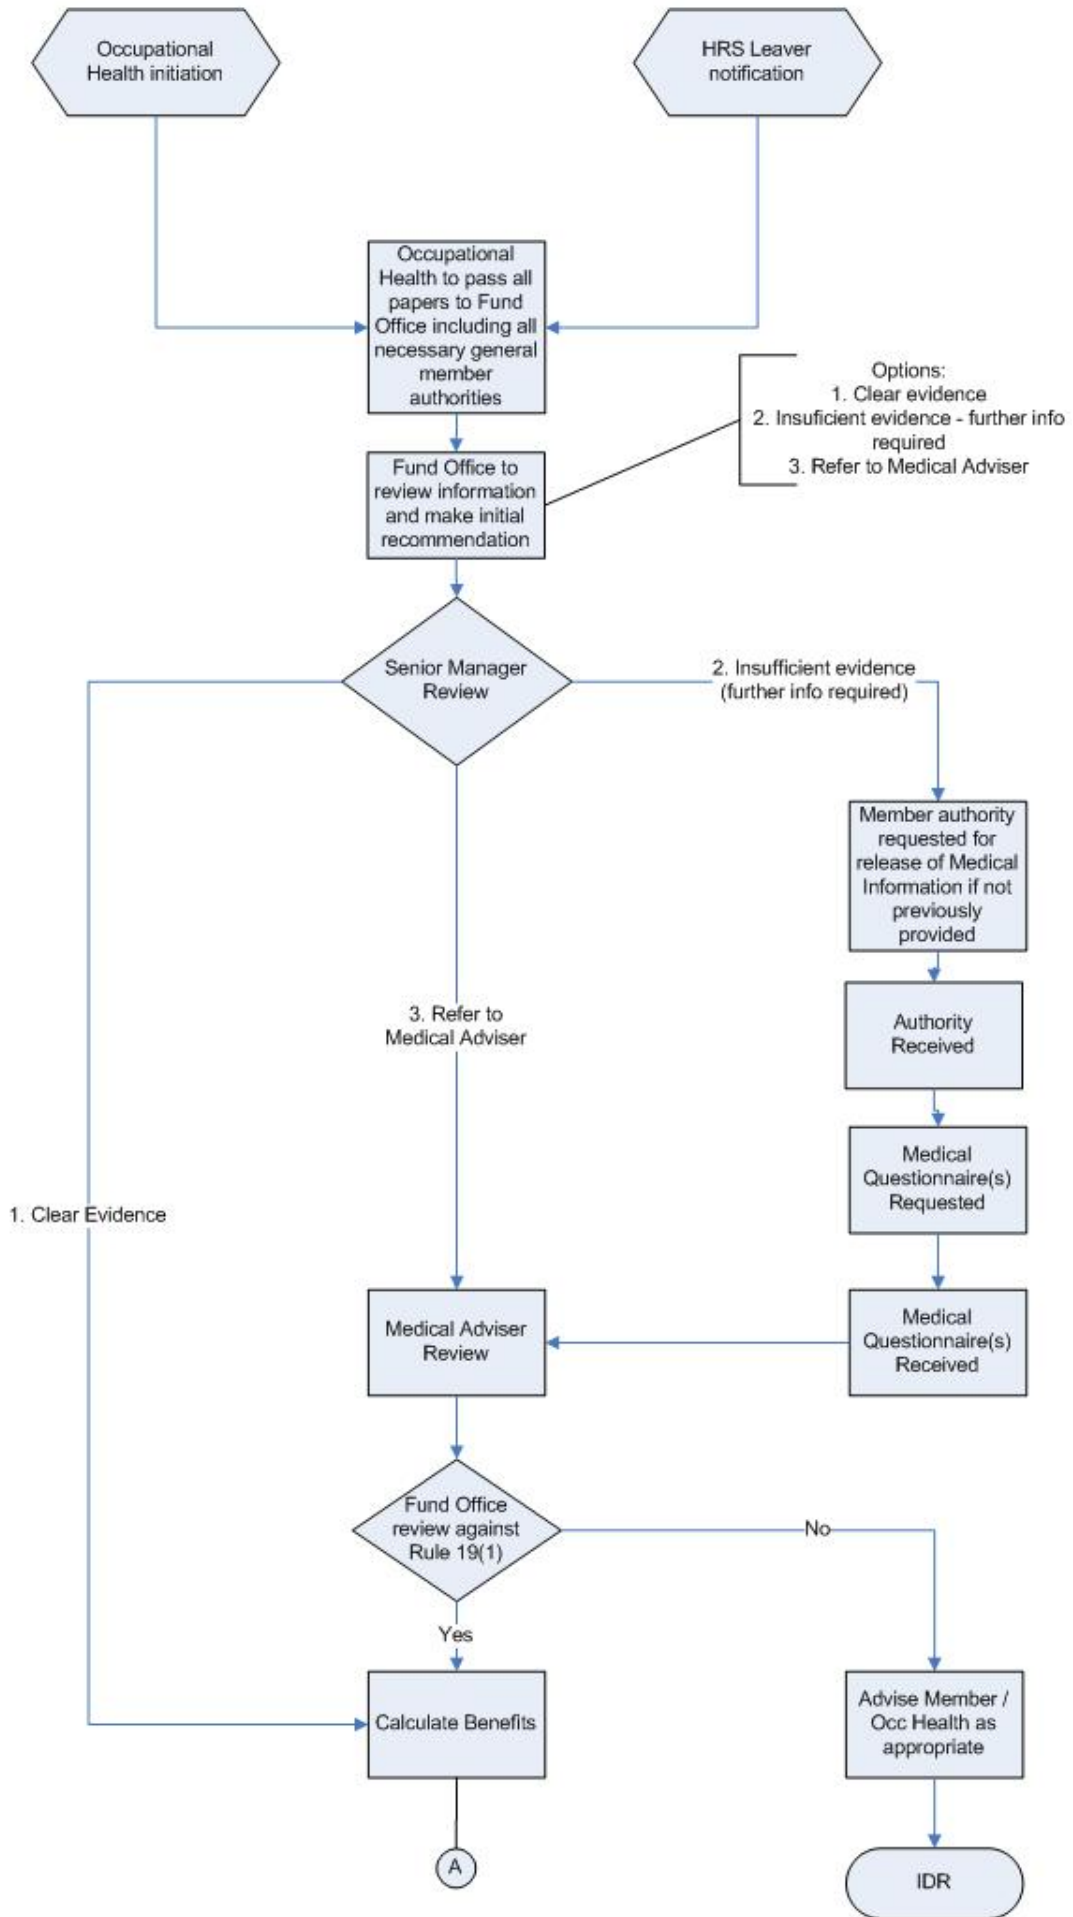 Occupational
Health initiation
HRS Leaver
notification
Occupational
Health to pass all
papers to Fund
Office including all
necessary general
member
authorities
Options:
1. Clear evidence
2. Insuficient evidence - further info
required
3. Refer to Medical Adviser
Fund Office to
review information
and make initial
recommendation
Senior Manager
Review
2. Insufficient evidence
(further info required)
Member authority
requested for
release of Medical
Information if not
previously
provided
3. Refer to
Medical Adviser
Authority
Received
Medical
Questionnaire(s)
Requested
1. Clear Evidence
Medical Adviser
Review
Medical
Questionnaire(s)
Received
Fund Office
review against
Rule 19(1)
No
Yes
Calculate Benefits
Advise Member /
Occ Health as
appropriate
A
IDR